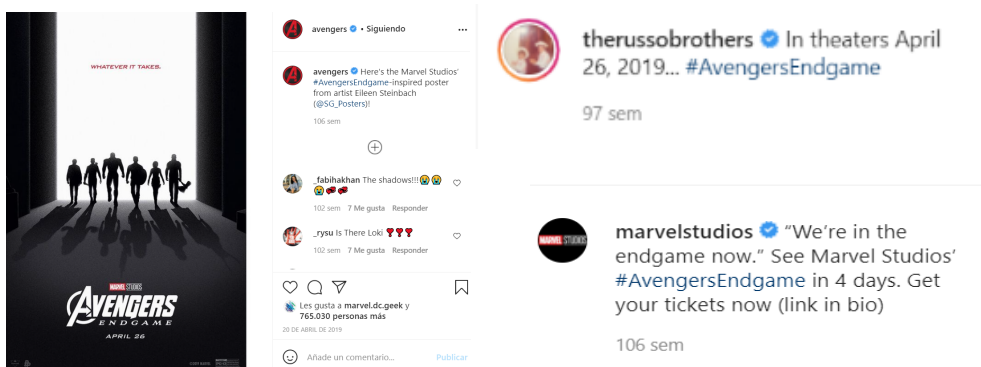 WHATEVER IT TAKES.
MARVEL STUDIOS
AVENGERS
ENDGAME
APRIL 26
avengers • Siguiendo
avengers Here's the Marvel Studios'
#AvengersEndgame-inspired poster
from artist Eileen Steinbach
(@SG_Posters)!
106 sem
_fabihakhan The shadows!!!😭😭
😭
102 sem 7 Me gusta Responder
_rysu Is There Loki ❣❣❣
102 sem 7 Me gusta Responder
Les gusta a marvel.dc.geek y
765.030 personas más
20 DE ABRIL DE 2019
Añade un comentario... Publicar
therussobrothers In theaters April
26, 2019... #AvengersEndgame
97 sem
MARVEL STUDIOS
marvelstudios “We’re in the
endgame now.” See Marvel Studios’
#AvengersEndgame in 4 days. Get
your tickets now (link in bio)
106 sem